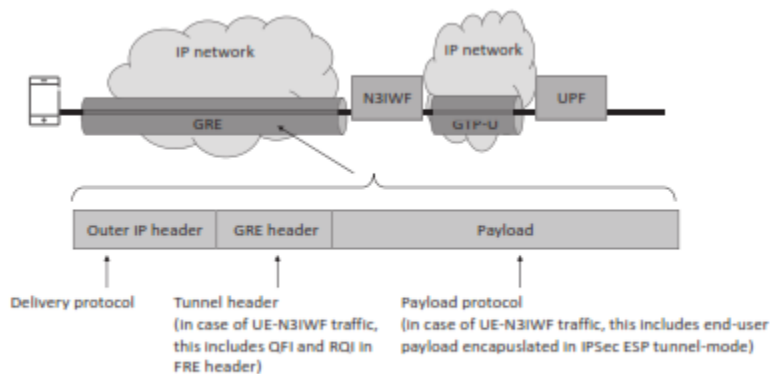 IP network
IP network
N3IWF
UPF
GRE
GTP-U
Outer IP header
GRE header
Payload
Delivery protocol
Tunnel header
(in case of UE-N3IWF traffic,
this includes QFI and RQI in
FRE header)
Payload protocol
(in case of UE-N3IWF traffic, this includes end-user
payload encapuslated in IPSec ESP tunnel-mode)